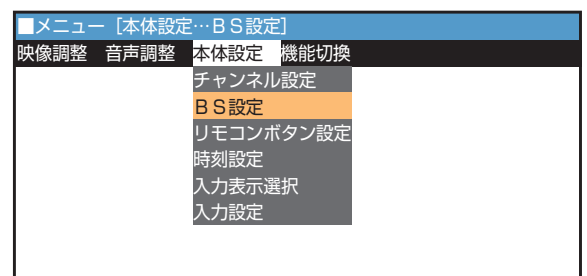 ■メニュー［本体設定…ＢＳ設定］
映像調整 音声調整 本体設定 機能切換
チャンネル設定
ＢＳ設定
リモコンボタン設定
時刻設定
入力表示選択
入力設定